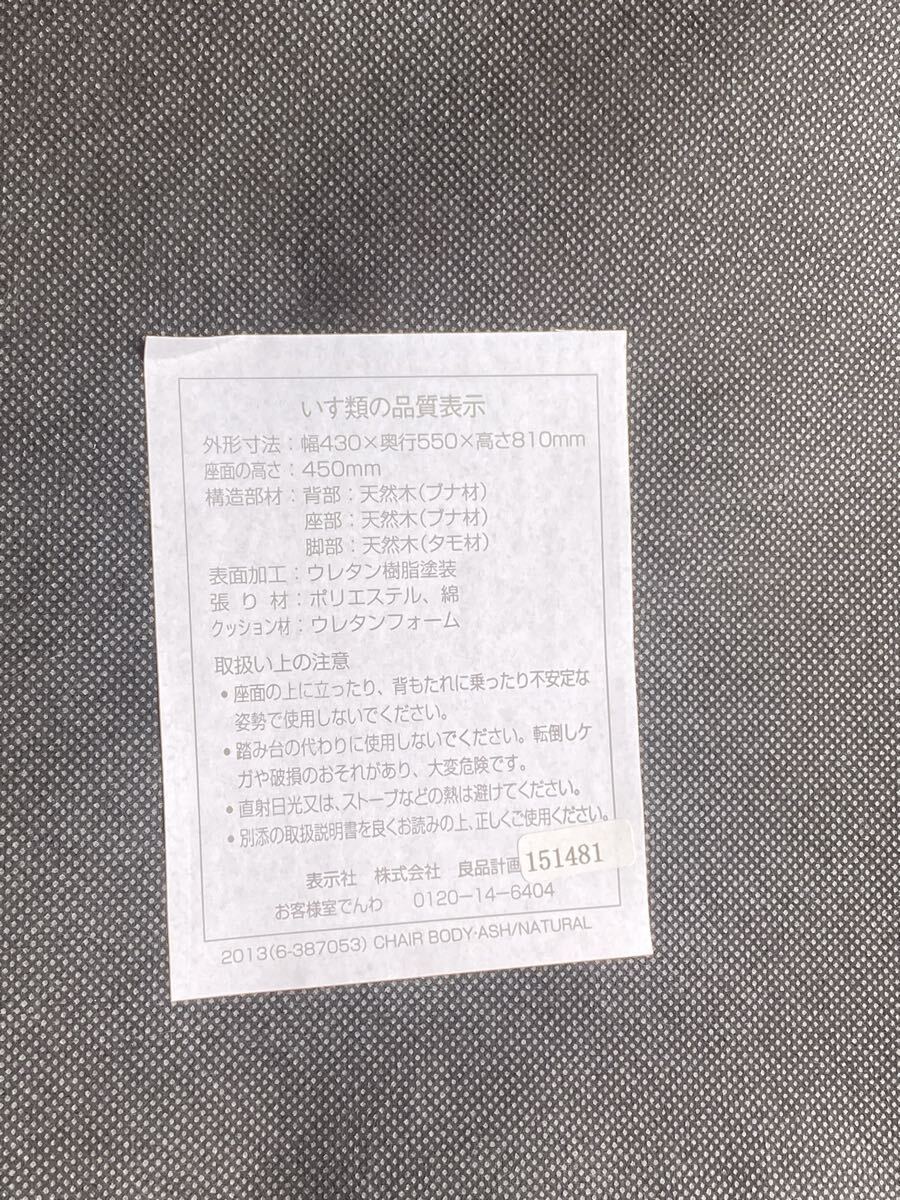 いす類の品質表示
外形寸法：幅430×奥行550×高さ810mm
座面の高さ：450mm
構造部材：背部：天然木(ブナ材)
座部：天然木(ブナ材)
脚部：天然木(タモ材)
表面加工：ウレタン樹脂塗装
張り材：ポリエステル、綿
クッション材：ウレタンフォーム
取扱い上の注意
●座面の上に立ったり、背もたれに乗ったり不安定な
姿勢で使用しないでください。
●踏み台の代わりに使用しないでください。転倒しケ
ガや破損のおそれがあり、大変危険です。
●直射日光又は、ストーブなどの熱は避けてください。
●別添の取扱説明書を良くお読みの上、正しくご使用ください。
表示社　株式会社　良品計画
151481
お客様室でんわ　0120-14-6404
2013(6-387053) CHAIR BODY·ASH/NATURAL